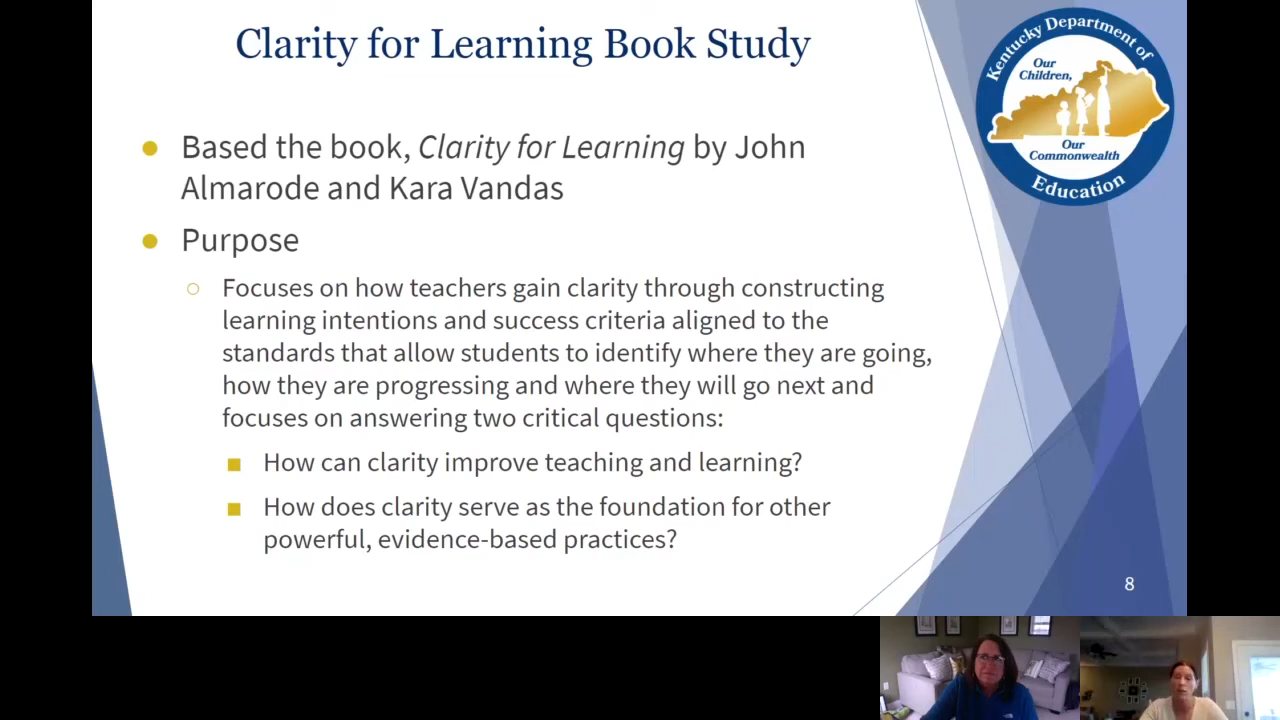 Clarity for Learning Book Study
Kentucky Department of
Our
Children,
Our
Commonwealth
Education
Based the book, Clarity for Learning by John
Almarode and Kara Vandas
Purpose
Focuses on how teachers gain clarity through constructing
learning intentions and success criteria aligned to the
standards that allow students to identify where they are going,
how they are progressing and where they will go next and
focuses on answering two critical questions:
How can clarity improve teaching and learning?
How does clarity serve as the foundation for other
powerful, evidence-based practices?
8